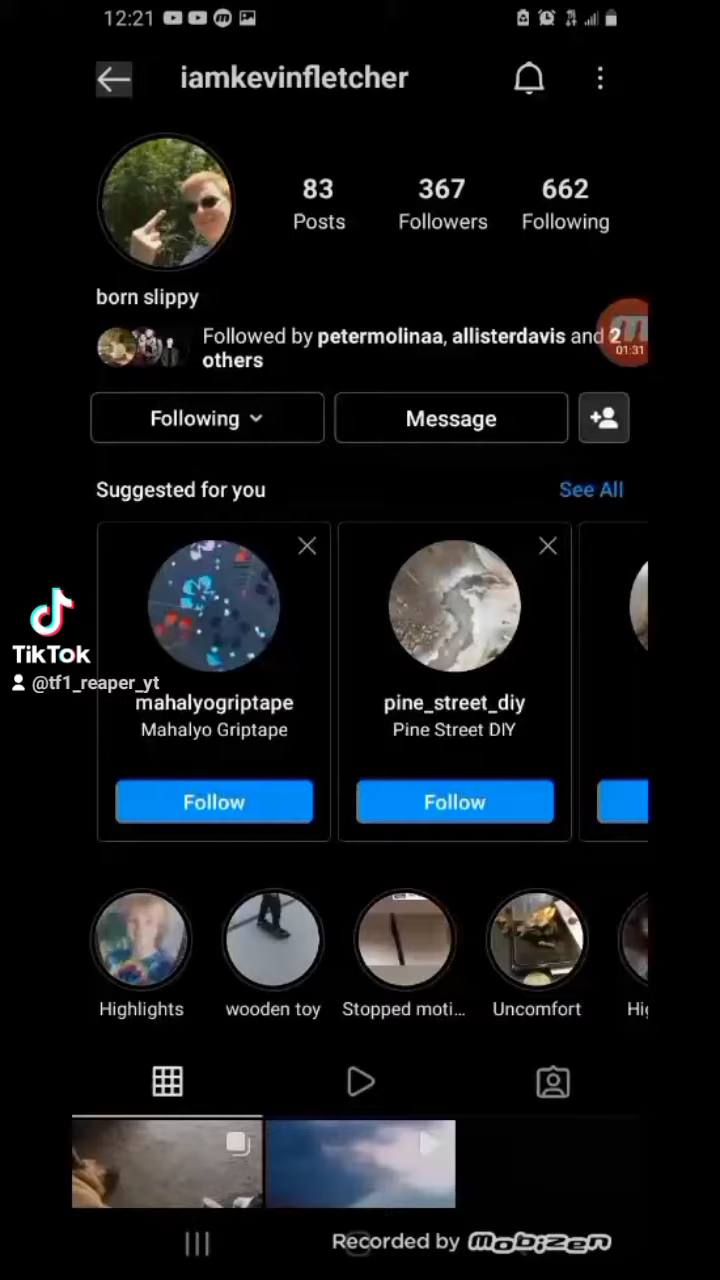 12:21
iamkevinfletcher
83 367 662
Posts Followers Following
born slippy
Followed by petermolinaa, allisterdavis and 2
others
01:31
Following Message
Suggested for you See All
TikTok
@tf1_reaper_yt
mahalyogriptape pine_street_diy
Mahalyo Griptape Pine Street DIY
Follow Follow
Highlights wooden toy Stopped moti... Uncomfort Hi
Recorded by mobizen